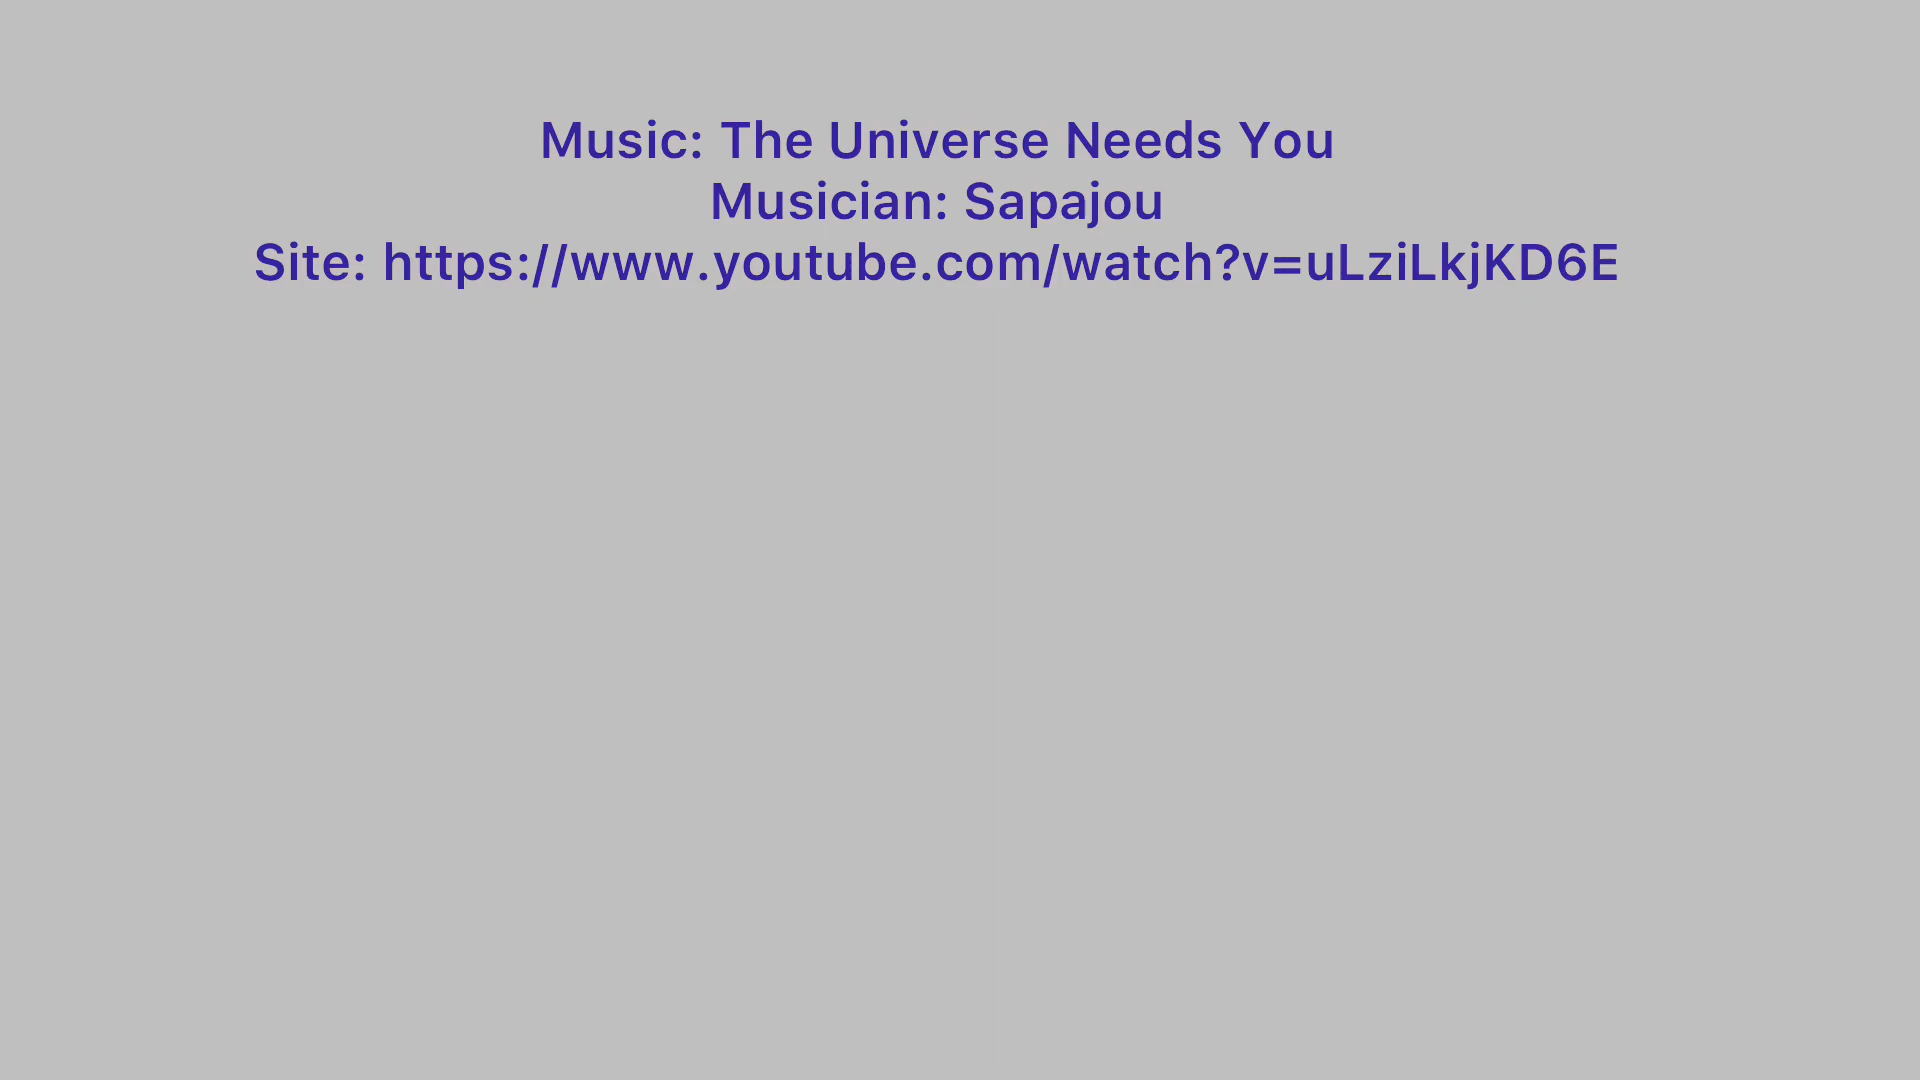 Music: The Universe Needs You
Musician: Sapajou
Site: https://www.youtube.com/watch?v=uLziLkjKD6E